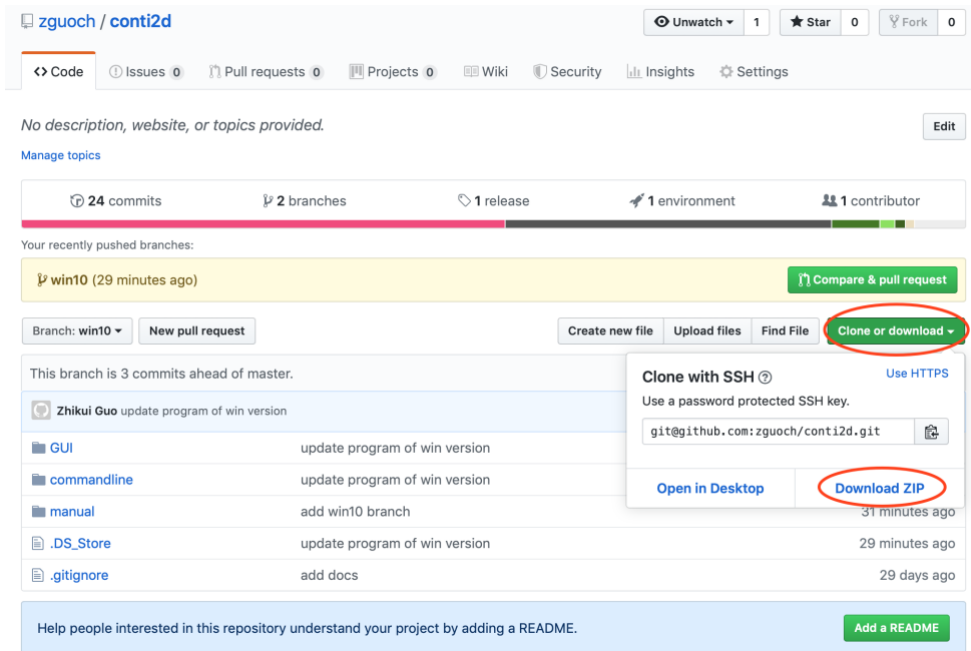 zguoch / conti2d
Unwatch 1 Star 0 Fork 0
Code Issues 0 Pull requests 0 Projects 0 Wiki Security Insights Settings
No description, website, or topics provided.
Edit
Manage topics
24 commits 2 branches 1 release 1 environment 1 contributor
Your recently pushed branches:
win10 (29 minutes ago)
Compare & pull request
Branch: win10 New pull request Create new file Upload files Find File Clone or download
This branch is 3 commits ahead of master.
Clone with SSH ? Use HTTPS
Use a password protected SSH key.
git@github.com:zguoch/conti2d.git
Open in Desktop Download ZIP
Zhikui Guo update program of win version
GUI update program of win version
commandline update program of win version
manual add win10 branch 31 minutes ago
.DS_Store update program of win version 29 minutes ago
.gitignore add docs 29 days ago
Help people interested in this repository understand your project by adding a README.
Add a README